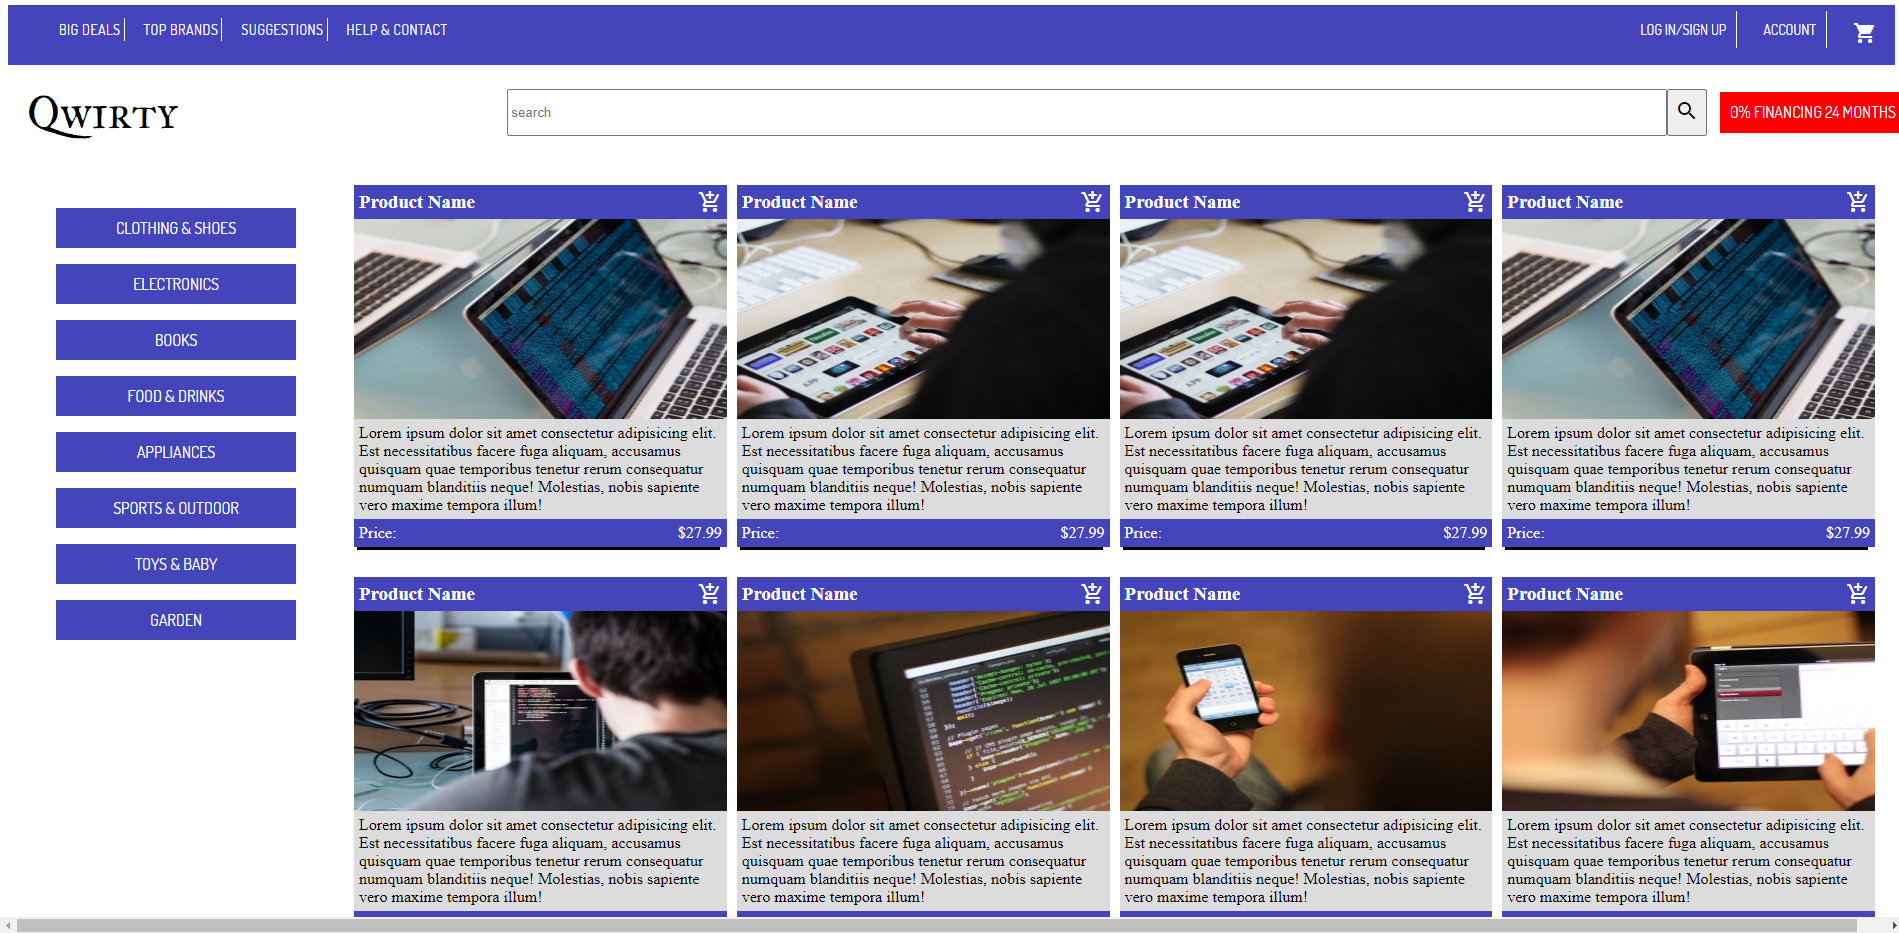 BIG DEALS TOP BRANDS SUGGESTIONS HELP & CONTACT LOG IN/SIGN UP ACCOUNT
Qwirty search 0% FINANCING 24 MONTHS
CLOTHING & SHOES
ELECTRONICS
BOOKS
FOOD & DRINKS
APPLIANCES
SPORTS & OUTDOOR
TOYS & BABY
GARDEN
Product Name
Lorem ipsum dolor sit amet consectetur adipisicing elit.
Est necessitatibus facere fuga aliquam, accusamus
quisquam quae temporibus tenetur rerum consequatur
numquam blanditiis neque! Molestias, nobis sapiente
vero maxime tempora illum!
Price: $27.99
Product Name
Lorem ipsum dolor sit amet consectetur adipisicing elit.
Est necessitatibus facere fuga aliquam, accusamus
quisquam quae temporibus tenetur rerum consequatur
numquam blanditiis neque! Molestias, nobis sapiente
vero maxime tempora illum!
Price: $27.99
Product Name
Lorem ipsum dolor sit amet consectetur adipisicing elit.
Est necessitatibus facere fuga aliquam, accusamus
quisquam quae temporibus tenetur rerum consequatur
numquam blanditiis neque! Molestias, nobis sapiente
vero maxime tempora illum!
Price: $27.99
Product Name
Lorem ipsum dolor sit amet consectetur adipisicing elit.
Est necessitatibus facere fuga aliquam, accusamus
quisquam quae temporibus tenetur rerum consequatur
numquam blanditiis neque! Molestias, nobis sapiente
vero maxime tempora illum!
Price: $27.99
Product Name
Lorem ipsum dolor sit amet consectetur adipisicing elit.
Est necessitatibus facere fuga aliquam, accusamus
quisquam quae temporibus tenetur rerum consequatur
numquam blanditiis neque! Molestias, nobis sapiente
vero maxime tempora illum!
Product Name
Lorem ipsum dolor sit amet consectetur adipisicing elit.
Est necessitatibus facere fuga aliquam, accusamus
quisquam quae temporibus tenetur rerum consequatur
numquam blanditiis neque! Molestias, nobis sapiente
vero maxime tempora illum!
Product Name
Lorem ipsum dolor sit amet consectetur adipisicing elit.
Est necessitatibus facere fuga aliquam, accusamus
quisquam quae temporibus tenetur rerum consequatur
numquam blanditiis neque! Molestias, nobis sapiente
vero maxime tempora illum!
Product Name
Lorem ipsum dolor sit amet consectetur adipisicing elit.
Est necessitatibus facere fuga aliquam, accusamus
quisquam quae temporibus tenetur rerum consequatur
numquam blanditiis neque! Molestias, nobis sapiente
vero maxime tempora illum!